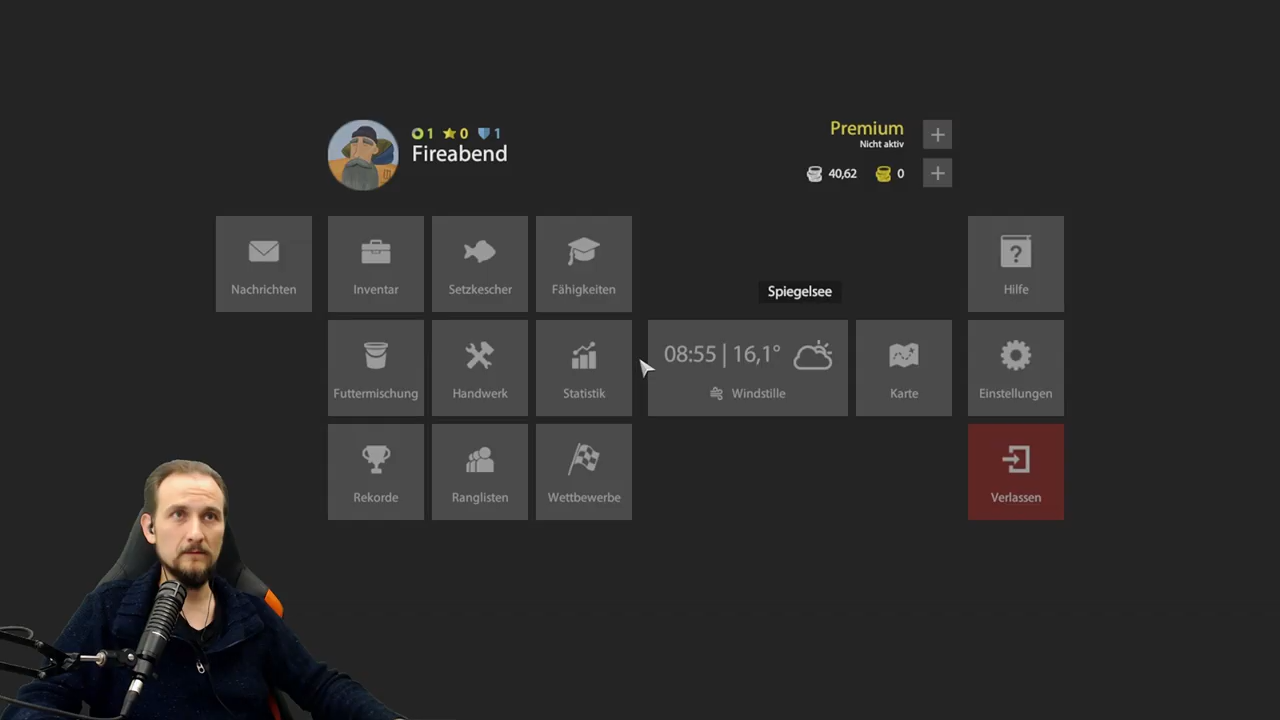 1 0 1
Fireabend
Premium
Nicht aktiv
40,62 0
Nachrichten
Inventar
Setzkescher
Fähigkeiten
Spiegelsee
Hilfe
Futtermischung
Handwerk
Statistik
08:55 | 16,1°
Windstille
Karte
Einstellungen
Rekorde
Ranglisten
Wettbewerbe
Verlassen